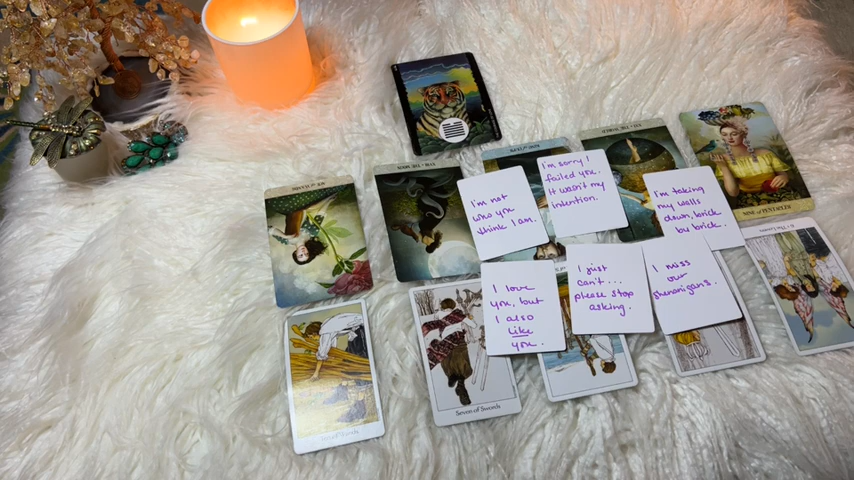 I'm sorry I
failed you.
It wasn't my
intention.
I'm not
who you
think I am.
I'm taking
my walls
down, brick
by brick.
NINE of PENTACLES
I love
you, but
I also
like
you.
I just
can't...
please stop
asking.
I miss
our
shenanigans.
Seven of Swords